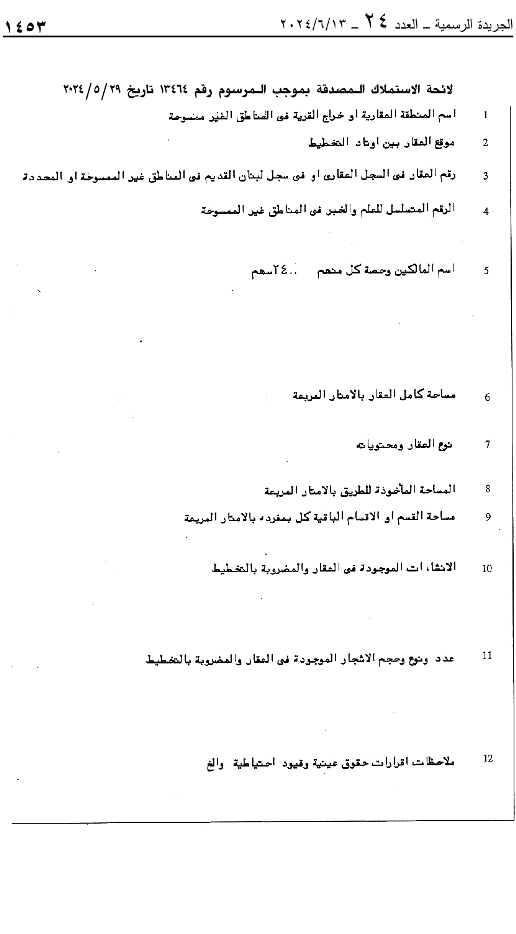 الجريدة الرسمية – العدد ٢٤ – ٢٠٢٤/٦/١٣
١٤٥٣
لائحة الاستملاك المصدقة بموجب المرسوم رقم ١٣٤٦٤ تاريخ ٢٠٢٤/٥/٢٩
1 اسم المنطقة العقارية او خراج القرية فى المناطق الغير ممسوحة
2 موقع العقار بين اوتاد التخطيط
3 رقم العقار فى السجل العقارى او فى سجل لبنان القديم فى المناطق غير الممسوحة او المحددة
4 الرقم المتسلسل للعلم والخبر فى المناطق غير الممسوحة
5 اسم المالكين وحصة كل منهم ٢٤٠٠سهم
6 مساحة كامل العقار بالامتار المربعة
7 نوع العقار ومحتوياته
8 المساحة المأخوذة للطريق بالامتار المربعة
9 مساحة القسم او الاقسام الباقية كل بمفرده بالامتار المربعة
10 الانشاءات الموجودة فى العقار والمضروبة بالتخطيط
11 عدد ونوع وحجم الاشجار الموجودة فى العقار والمضروبة بالتخطيط
12 ملاحظات اقرارات حقوق عينية وقيود احتياطية والخ